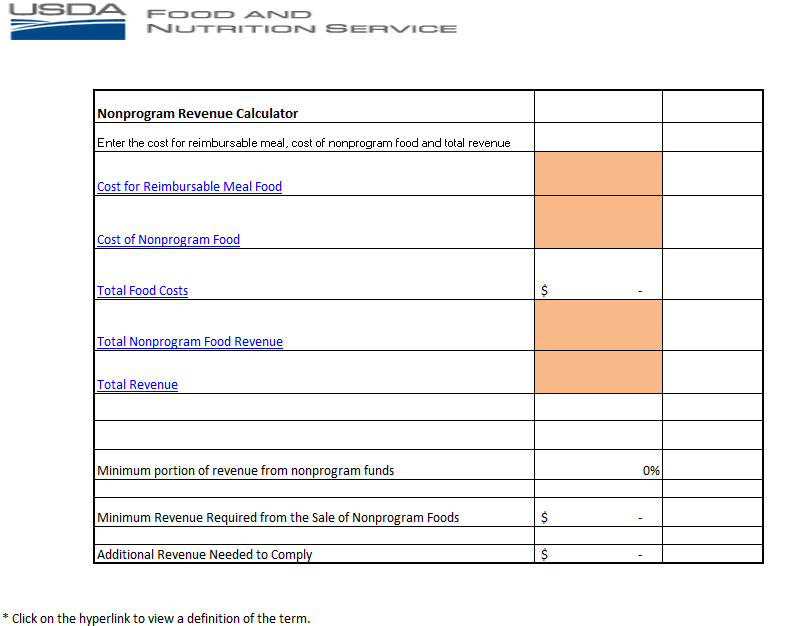 USDA
Food and
Nutrition Service
Nonprogram Revenue Calculator
Enter the cost for reimbursable meal, cost of nonprogram food and total revenue
Cost for Reimbursable Meal Food
Cost of Nonprogram Food
Total Food Costs $ -
Total Nonprogram Food Revenue
Total Revenue
Minimum portion of revenue from nonprogram funds 0%
Minimum Revenue Required from the Sale of Nonprogram Foods $ -
Additional Revenue Needed to Comply $ -
* Click on the hyperlink to view a definition of the term.